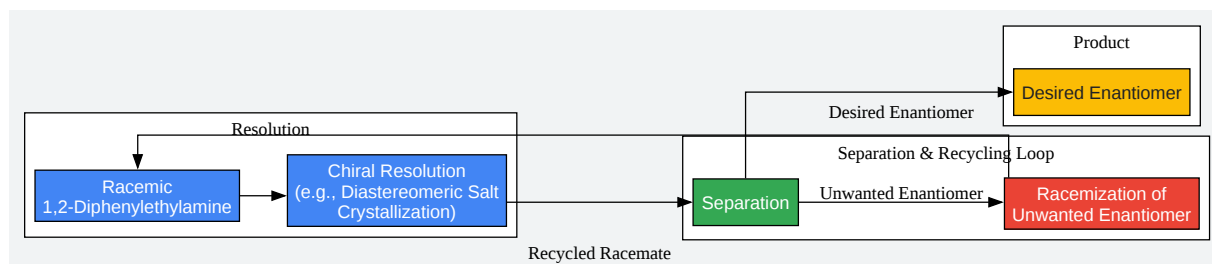 Product
Desired Enantiomer
Desired Enantiomer
Resolution
Racemic
1,2-Diphenylethylamine
Chiral Resolution
(e.g., Diastereomeric Salt
Crystallization)
Separation & Recycling Loop
Separation
Unwanted Enantiomer
Racemization of
Unwanted Enantiomer
Recycled Racemate